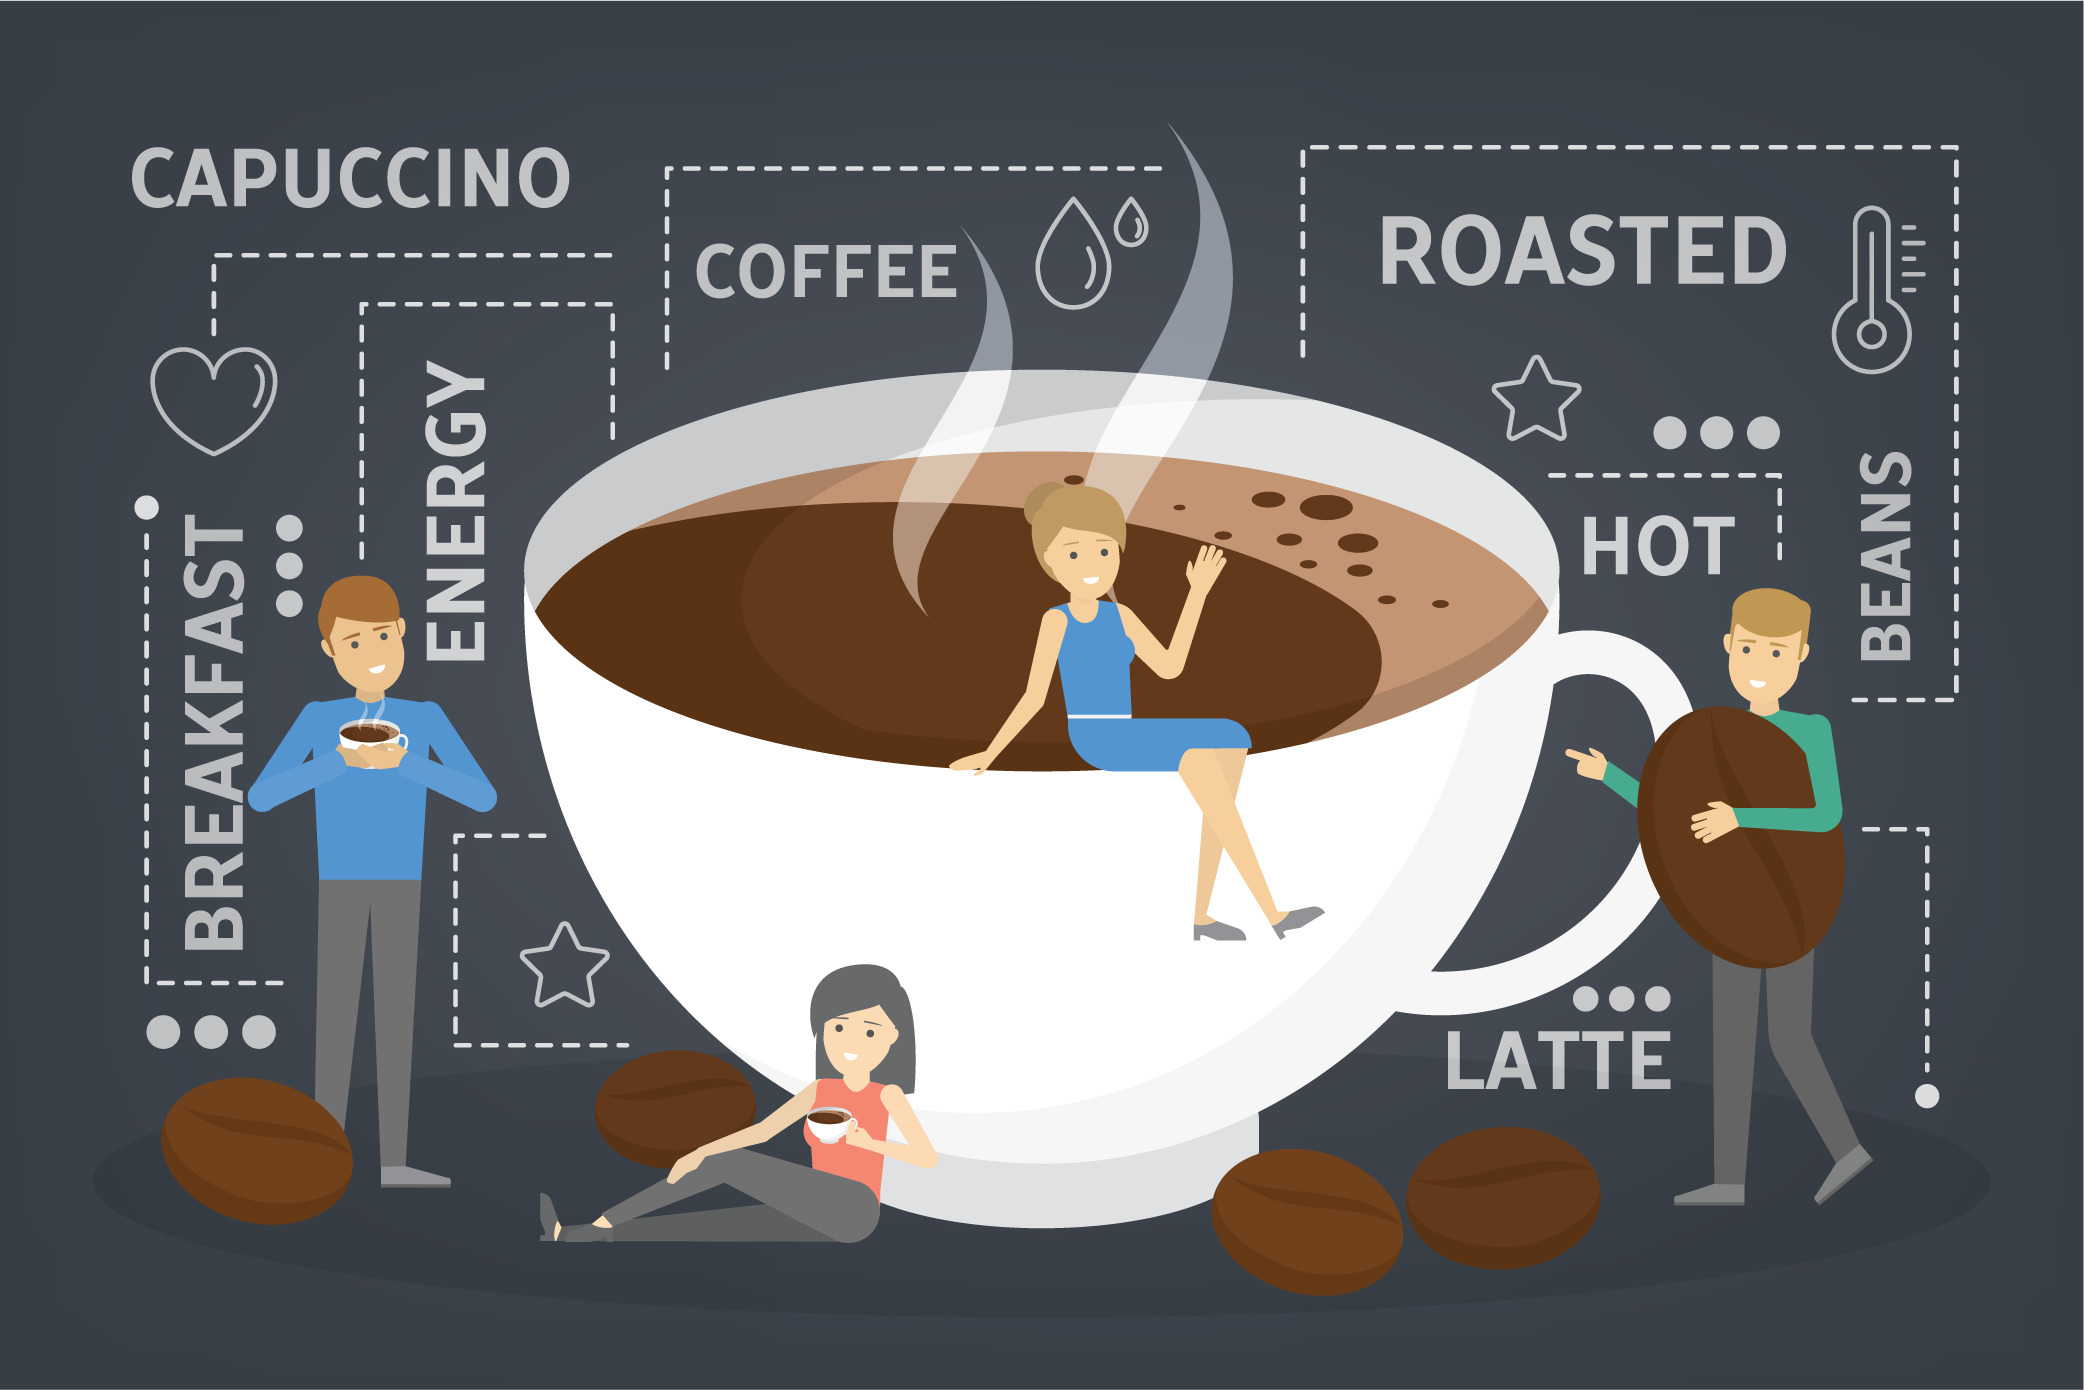 CAPUCCINO
COFFEE
ROASTED
ENERGY
BREAKFAST
HOT
BEANS
LATTE